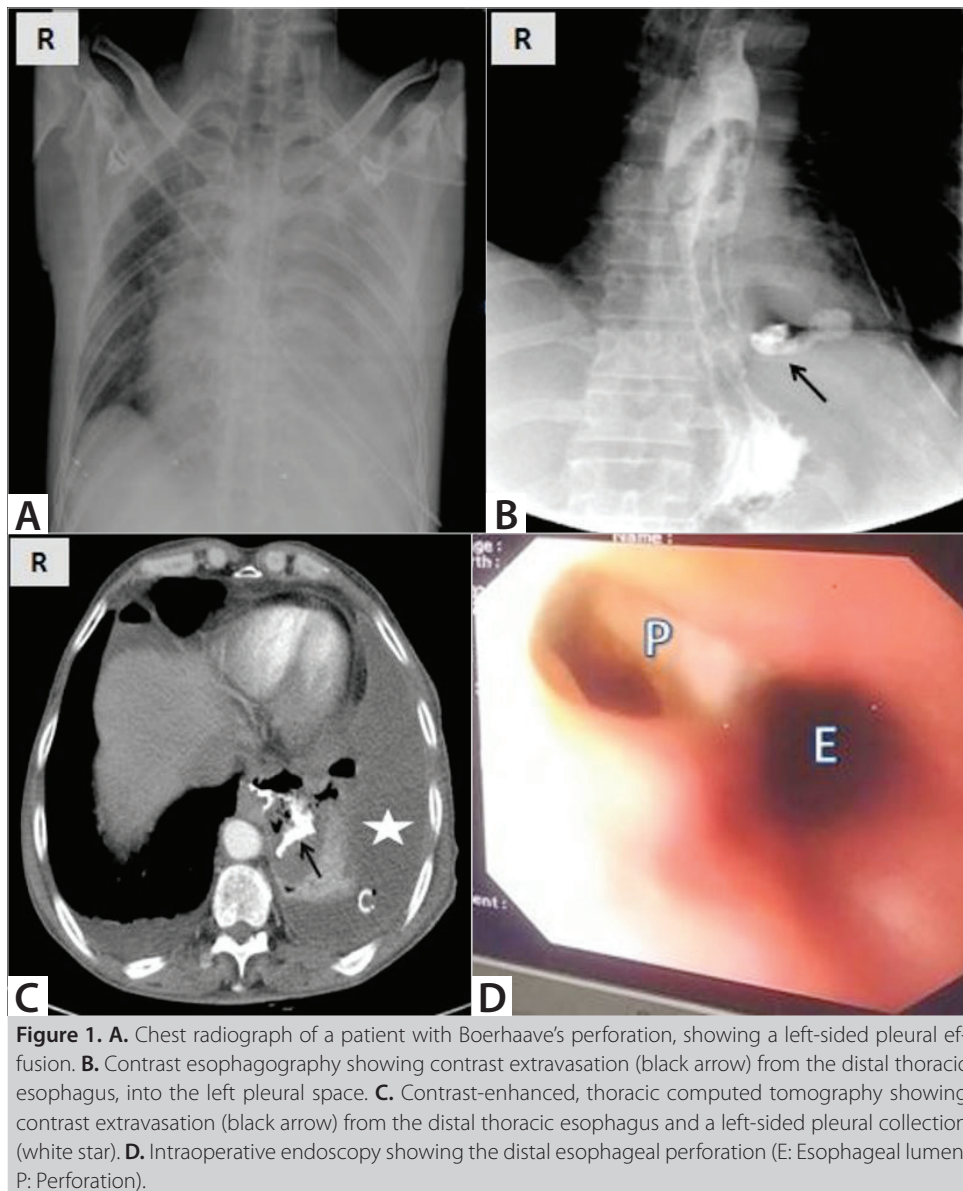 R
R
A
B
R
C
C
Name:
P
E
D
Figure 1. A. Chest radiograph of a patient with Boerhaave's perforation, showing a left-sided pleural ef-
fusion. B. Contrast esophagography showing contrast extravasation (black arrow) from the distal thoracic
esophagus, into the left pleural space. C. Contrast-enhanced, thoracic computed tomography showing
contrast extravasation (black arrow) from the distal thoracic esophagus and a left-sided pleural collection
(white star). D. Intraoperative endoscopy showing the distal esophageal perforation (E: Esophageal lumen
P: Perforation).